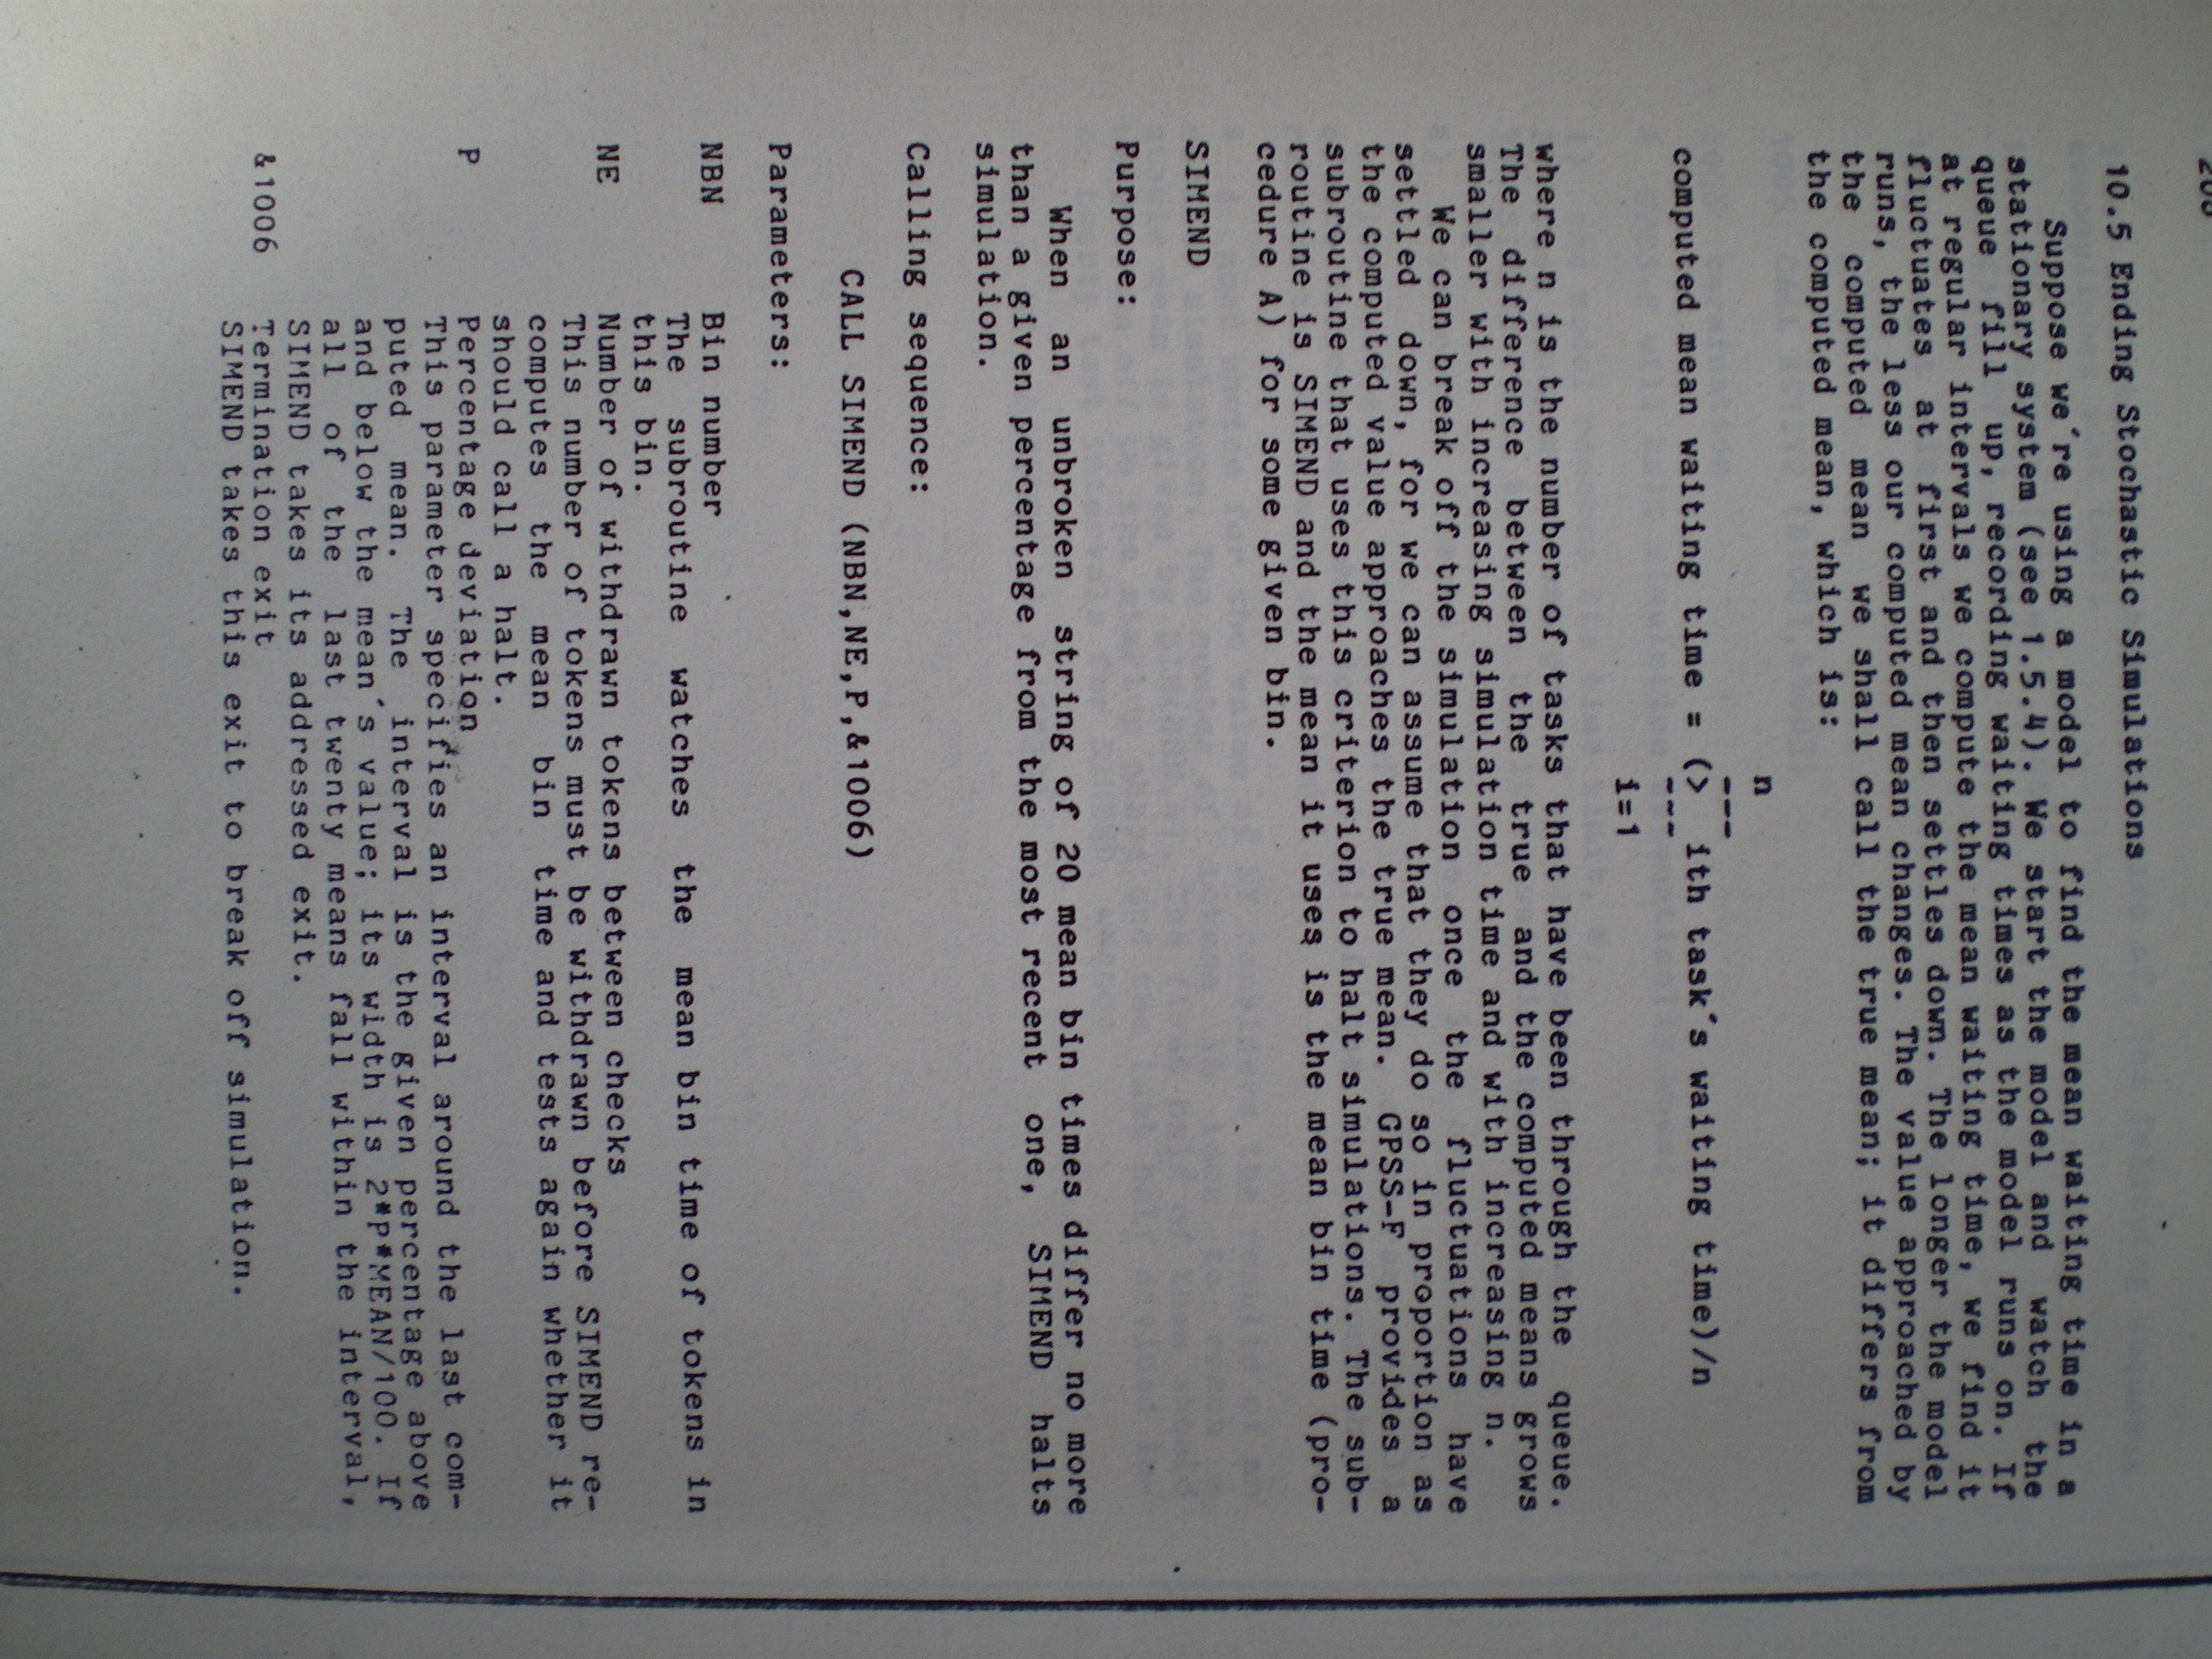 10.5 Ending Stochastic Simulations
Suppose we're using a model to find the mean waiting time in a
stationary system (see 1.5.4). We start the model and watch the
queue fill up, recording waiting times as the model runs on. If
at regular intervals we compute the mean waiting time, we find it
fluctuates at first and then settles down. The longer the model
runs, the less our computed mean changes. The value approached by
the computed mean we shall call the true mean; it differs from
the computed mean, which is:
n
---
computed mean waiting time = (> ith task's waiting time)/n
---
i=1
where n is the number of tasks that have been through the queue.
The difference between the true and the computed means grows
smaller with increasing simulation time and with increasing n.
We can break off the simulation once the fluctuations have
settled down, for we can assume that they do so in proportion as
the computed value approaches the true mean. GPSS-F provides a
subroutine that uses this criterion to halt simulations. The sub-
routine is SIMEND and the mean it uses is the mean bin time (pro-
cedure A) for some given bin.
SIMEND
Purpose:
When an unbroken string of 20 mean bin times differ no more
than a given percentage from the most recent one, SIMEND halts
simulation.
Calling sequence:
CALL SIMEND (NBN,NE,P,&1006)
Parameters:
NBN Bin number
The subroutine watches the mean bin time of tokens in
this bin.
NE Number of withdrawn tokens between checks
This number of tokens must be withdrawn before SIMEND re-
computes the mean bin time and tests again whether it
should call a halt.
P Percentage deviation
This parameter specifies an interval around the last com-
puted mean. The interval is the given percentage above
and below the mean's value; its width is 2*P*MEAN/100. If
all of the last twenty means fall within the interval,
SIMEND takes its addressed exit.
&1006 Termination exit
SIMEND takes this exit to break off simulation.